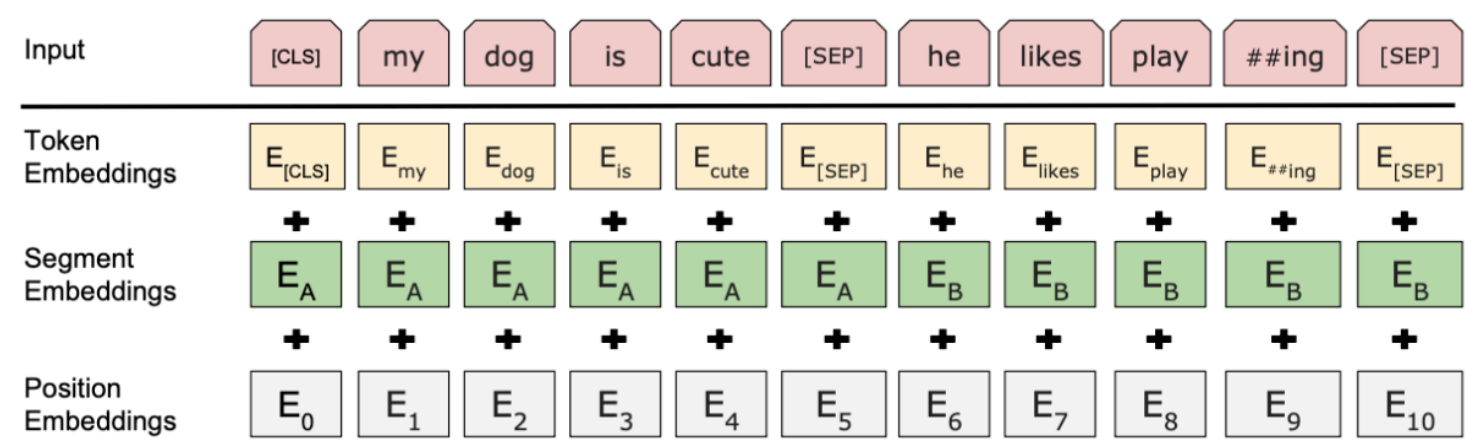 Input [CLS] my dog is cute [SEP] he likes play ##ing [SEP]
Token
Embeddings E[CLS] Emy Edog Eis Ecute E[SEP] Ehe Elikes Eplay E##ing E[SEP]
+ + + + + + + + + + +
Segment
Embeddings EA EA EA EA EA EA EB EB EB EB EB
+ + + + + + + + + + +
Position
Embeddings E0 E1 E2 E3 E4 E5 E6 E7 E8 E9 E10